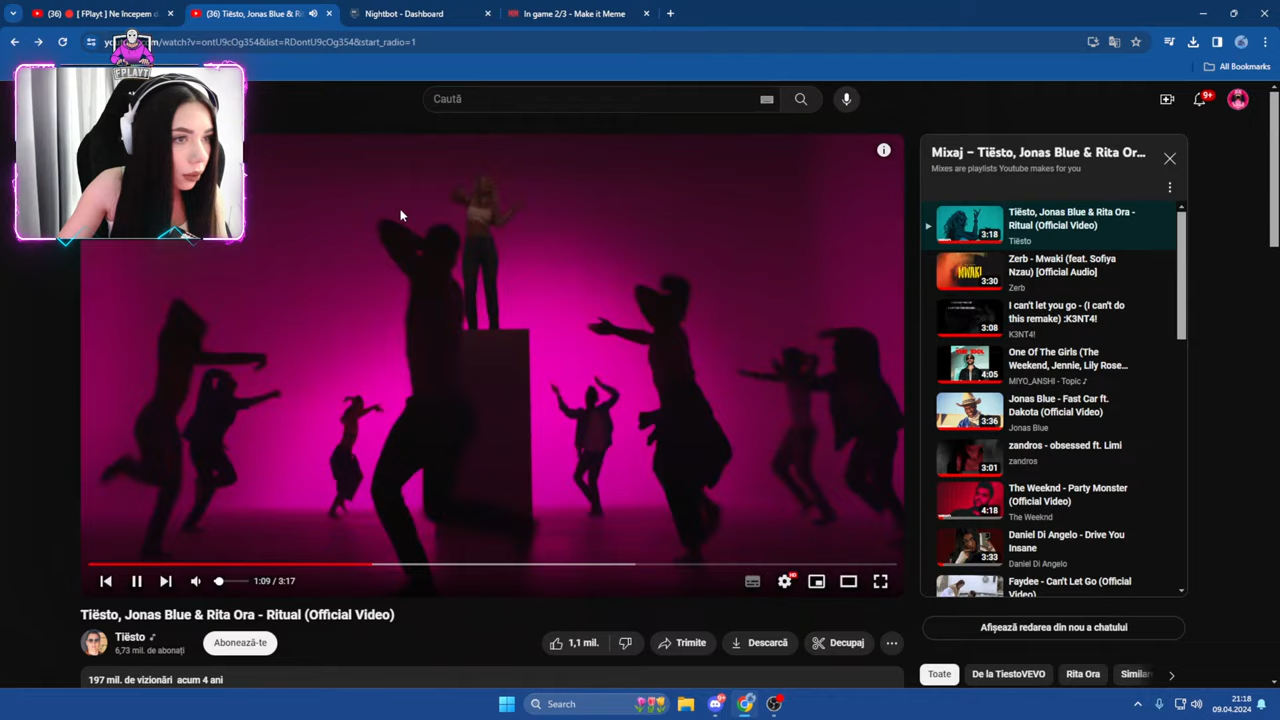 (36) 🔴 [ FPlayt ] Ne Incepem d
(36) Tiësto, Jonas Blue & Ri
Nightbot - Dashboard
In game 2/3 - Make it Meme
youtube.com/watch?v=ontU9cOg354&list=RDontU9cOg354&start_radio=1
All Bookmarks
FPLAYT
Caută
9+
Mixaj – Tiësto, Jonas Blue & Rita Or...
Mixes are playlists Youtube makes for you
Tiësto, Jonas Blue & Rita Ora -
Ritual (Official Video)
3:18
Tiësto
Zerb - Mwaki (feat. Sofiya
Nzau) [Official Audio]
MWAKI
3:30
Zerb
I can't let you go - (I can't do
this remake) :K3NT4!
3:08
K3NT4!
One Of The Girls (The
Weekend, Jennie, Lily Rose...
THE IDOL
4:05
MIYO_ANSHI - Topic ♪
Jonas Blue - Fast Car ft.
Dakota (Official Video)
3:36
Jonas Blue
zandros - obsessed ft. Limi
zandros
3:01
The Weeknd - Party Monster
(Official Video)
4:18
The Weeknd
Daniel Di Angelo - Drive You
Insane
3:33
Daniel Di Angelo
Faydee - Can't Let Go (Official
Video)
1:09 / 3:17
HD
Tiësto, Jonas Blue & Rita Ora - Ritual (Official Video)
Tiësto ♪
6,73 mil. de abonați
Abonează-te
1,1 mil.
Trimite
Descarcă
Decupaj
Afișează redarea din nou a chatului
197 mil. de vizionări acum 4 ani
Toate
De la TiestoVEVO
Rita Ora
Similar
Search
21:18
09.04.2024